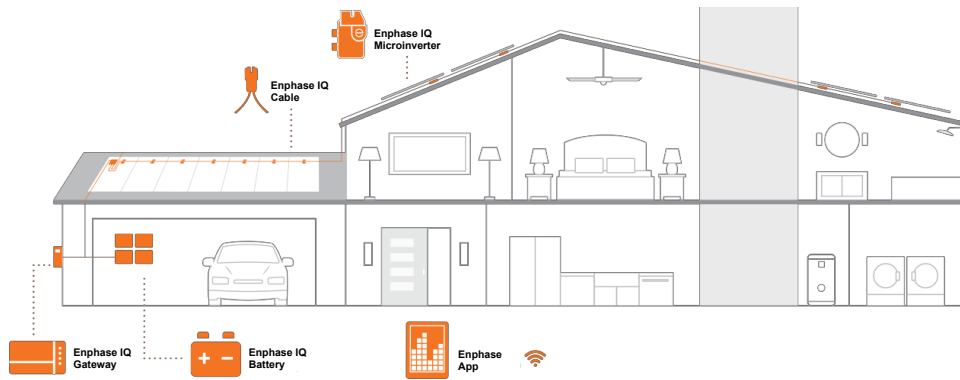 Enphase IQ
Microinverter
Enphase IQ
Cable
Enphase IQ
Gateway
Enphase IQ
Battery
Enphase
App